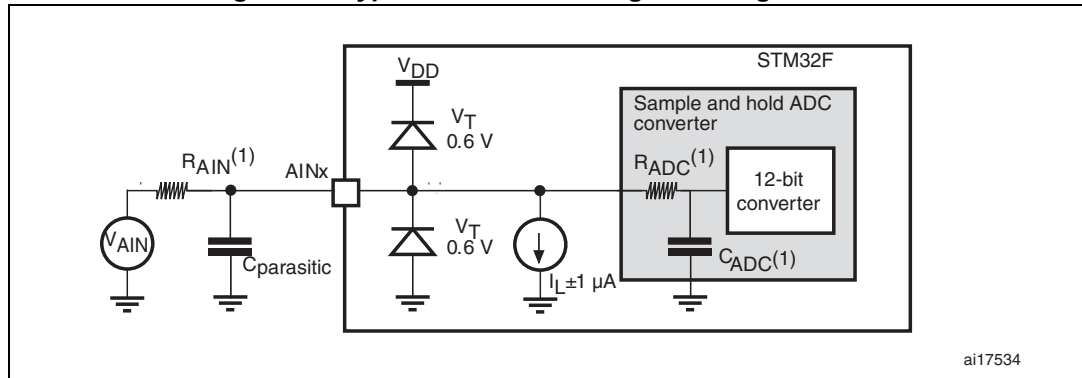 STM32F
VDD
Sample and hold ADC
converter
VT
0.6 V
RAIN(1)
AINx
RADC(1)
12-bit
converter
VAIN
Cparasitic
VT
0.6 V
IL±1 µA
CADC(1)
ai17534